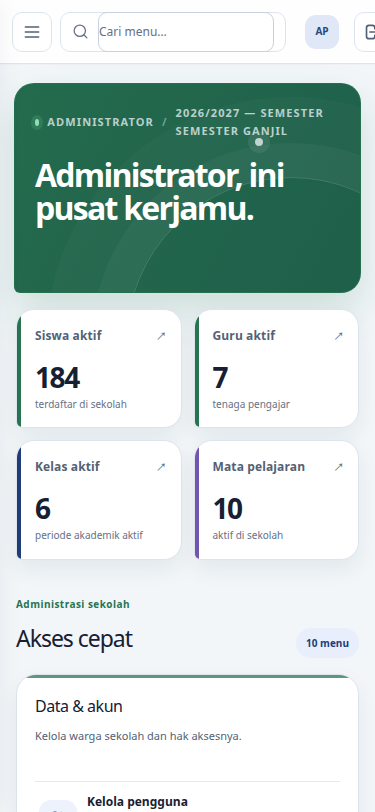 Cari menu...
AP
ADMINISTRATOR / 2026/2027 — SEMESTER
SEMESTER GANJIL
Administrator, ini
pusat kerjamu.
Siswa aktif ↗
184
terdaftar di sekolah
Guru aktif ↗
7
tenaga pengajar
Kelas aktif ↗
6
periode akademik aktif
Mata pelajaran ↗
10
aktif di sekolah
Administrasi sekolah
Akses cepat
10 menu
Data & akun
Kelola warga sekolah dan hak aksesnya.
Kelola pengguna